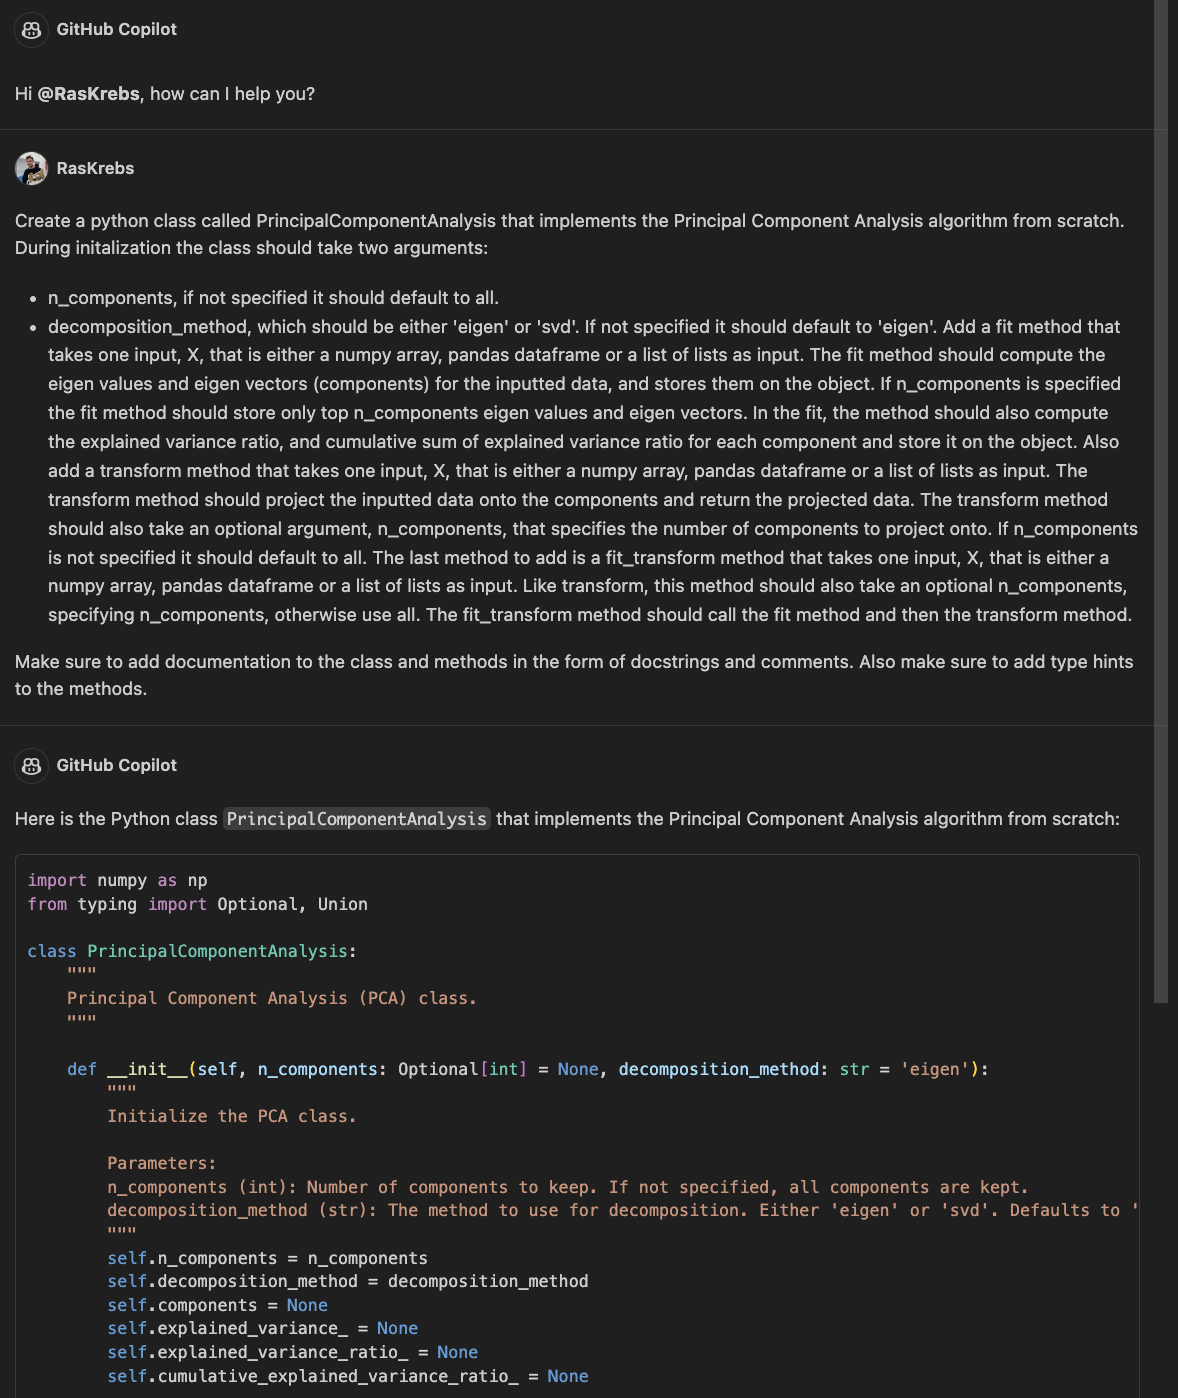 GitHub Copilot
Hi @RasKrebs, how can I help you?
RasKrebs
Create a python class called PrincipalComponentAnalysis that implements the Principal Component Analysis algorithm from scratch.
During initalization the class should take two arguments:
• n_components, if not specified it should default to all.
• decomposition_method, which should be either 'eigen' or 'svd'. If not specified it should default to 'eigen'. Add a fit method that
takes one input, X, that is either a numpy array, pandas dataframe or a list of lists as input. The fit method should compute the
eigen values and eigen vectors (components) for the inputted data, and stores them on the object. If n_components is specified
the fit method should store only top n_components eigen values and eigen vectors. In the fit, the method should also compute
the explained variance ratio, and cumulative sum of explained variance ratio for each component and store it on the object. Also
add a transform method that takes one input, X, that is either a numpy array, pandas dataframe or a list of lists as input. The
transform method should project the inputted data onto the components and return the projected data. The transform method
should also take an optional argument, n_components, that specifies the number of components to project onto. If n_components
is not specified it should default to all. The last method to add is a fit_transform method that takes one input, X, that is either a
numpy array, pandas dataframe or a list of lists as input. Like transform, this method should also take an optional n_components,
specifying n_components, otherwise use all. The fit_transform method should call the fit method and then the transform method.
Make sure to add documentation to the class and methods in the form of docstrings and comments. Also make sure to add type hints
to the methods.
GitHub Copilot
Here is the Python class PrincipalComponentAnalysis that implements the Principal Component Analysis algorithm from scratch:
import numpy as np
from typing import Optional, Union
class PrincipalComponentAnalysis:
"""
Principal Component Analysis (PCA) class.
"""
def __init__(self, n_components: Optional[int] = None, decomposition_method: str = 'eigen'):
"""
Initialize the PCA class.
Parameters:
n_components (int): Number of components to keep. If not specified, all components are kept.
decomposition_method (str): The method to use for decomposition. Either 'eigen' or 'svd'. Defaults to '
"""
self.n_components = n_components
self.decomposition_method = decomposition_method
self.components = None
self.explained_variance_ = None
self.explained_variance_ratio_ = None
self.cumulative_explained_variance_ratio_ = None